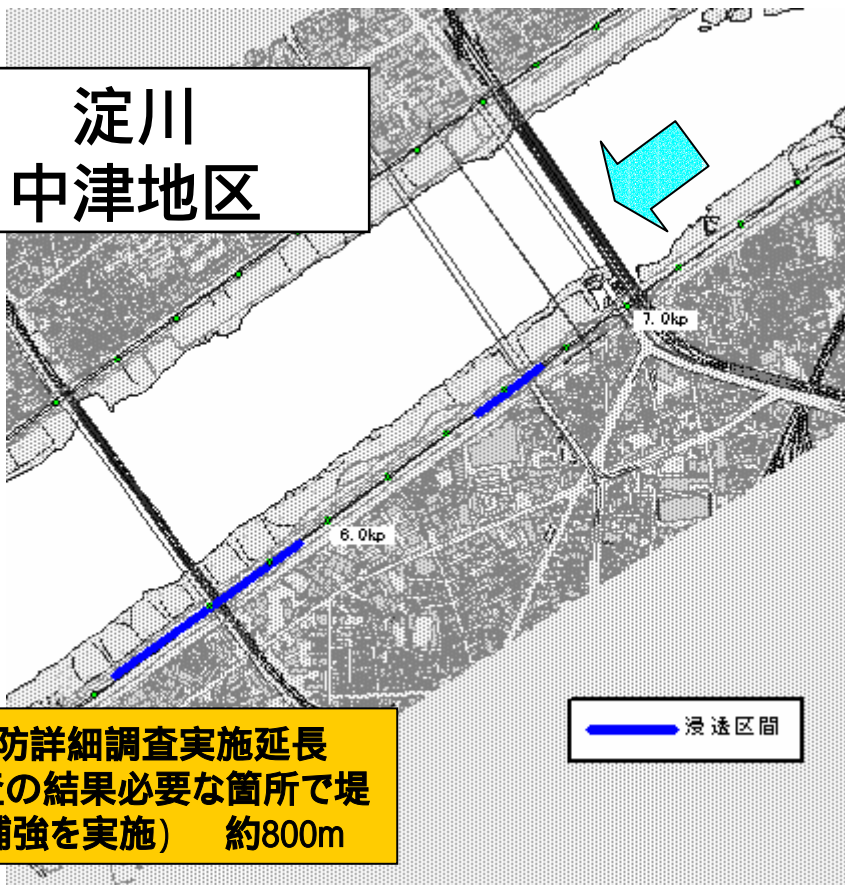 淀川
中津地区
7.0kp
6.0kp
浸透区間
防詳細調査実施延長
の結果必要な箇所で堤
補強を実施) 約800m